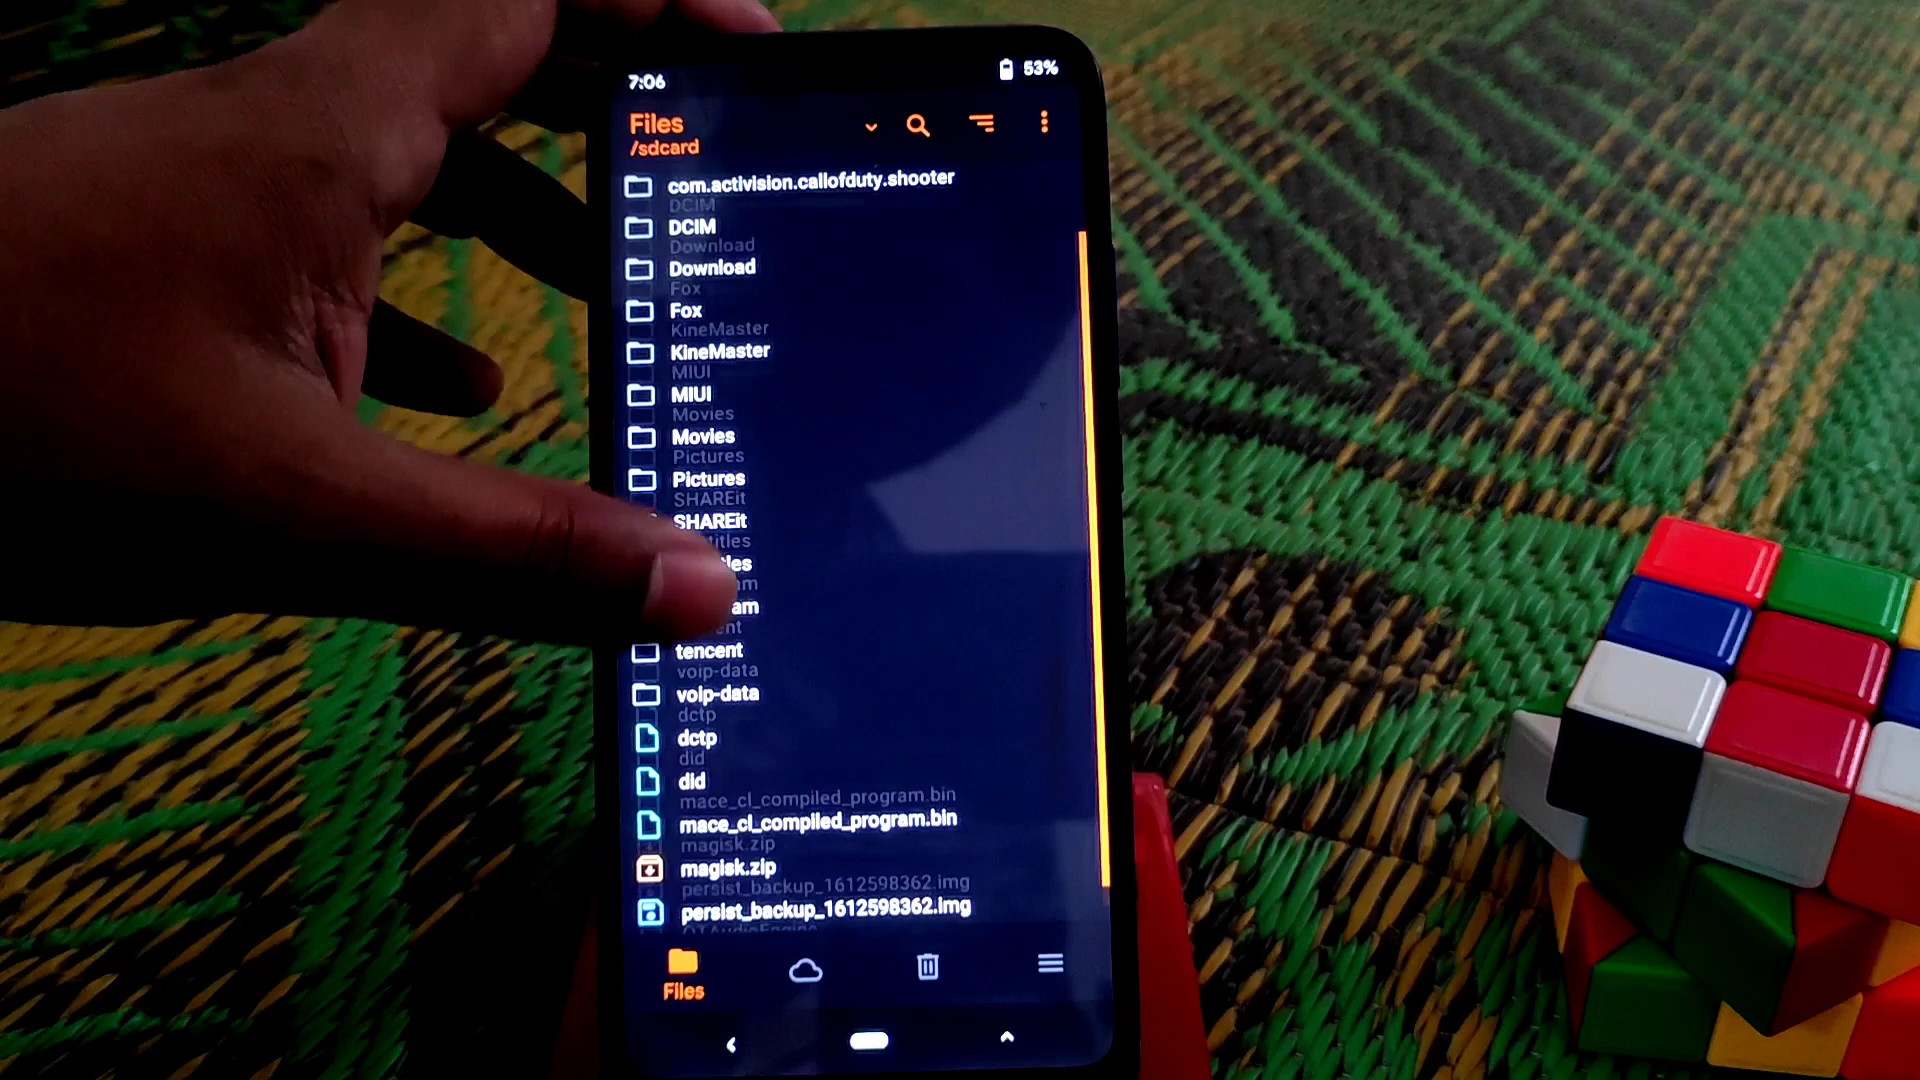 7:06
53%
Files
/sdcard
com.activision.callofduty.shooter
DCIM
DCIM
Download
Download
Fox
Fox
KineMaster
KineMaster
MIUI
MIUI
Movies
Movies
Pictures
Pictures
SHAREit
SHAREit
tencent
voip-data
voip-data
dctp
dctp
did
did
mace_cl_compiled_program.bin
mace_cl_compiled_program.bin
magisk.zip
magisk.zip
persist_backup_1612598362.img
persist_backup_1612598362.img
Files